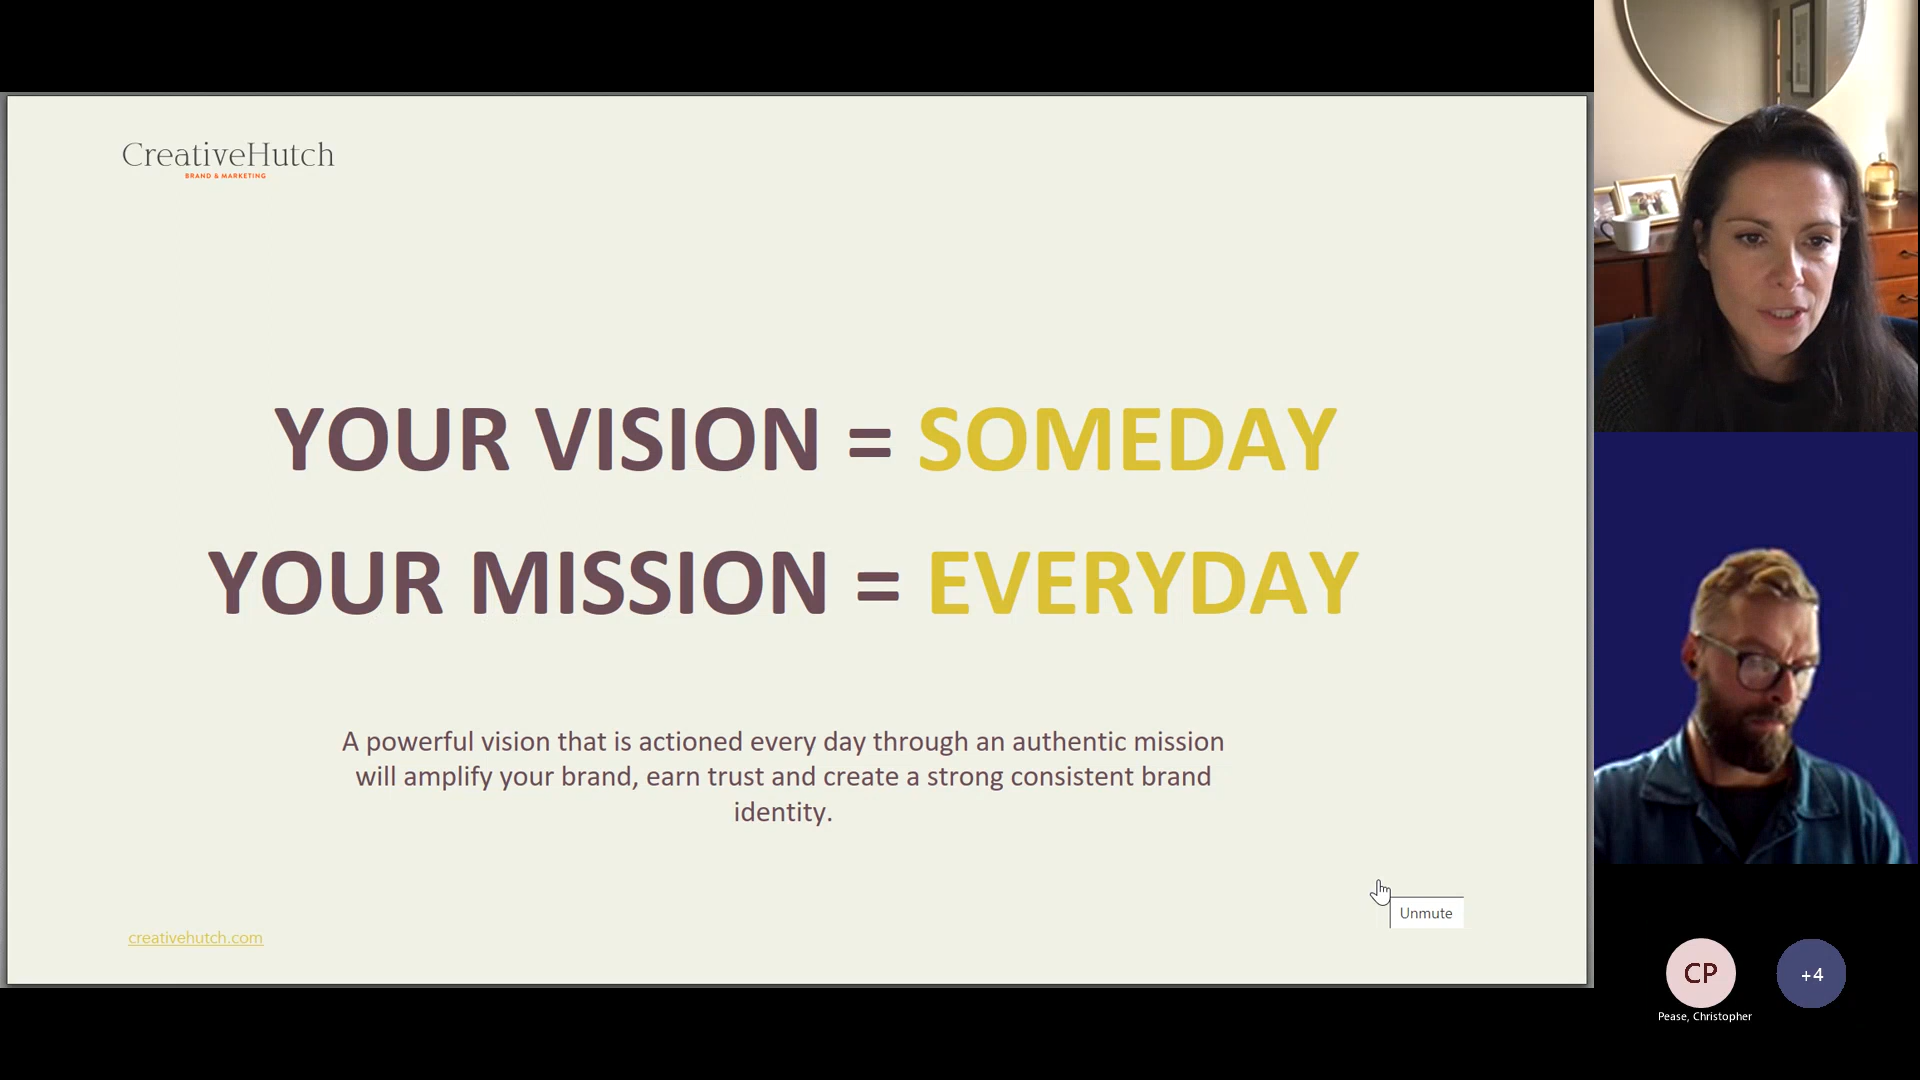 CreativeHutch
BRAND & MARKETING
YOUR VISION = SOMEDAY
YOUR MISSION = EVERYDAY
A powerful vision that is actioned every day through an authentic mission
will amplify your brand, earn trust and create a strong consistent brand
identity.
Unmute
creativehutch.com
CP
+4
Pease, Christopher